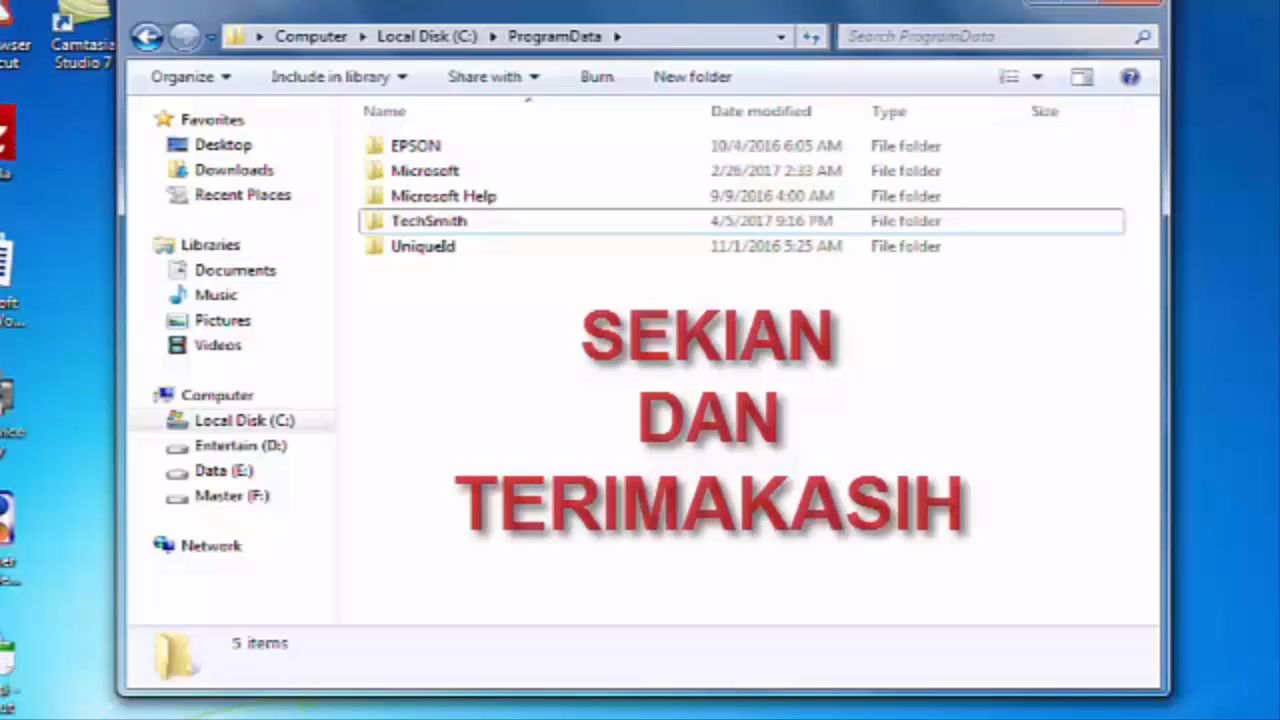 Camtasia
Studio 7
Computer
Local Disk (C:)
ProgramData
Search ProgramData
Organize
Include in library
Share with
Burn
New folder
Name
Date modified
Type
Size
EPSON 10/4/2016 6:05 AM File folder
Microsoft 2/26/2017 2:33 AM File folder
Microsoft Help 9/9/2016 4:00 AM File folder
TechSmith 4/5/2017 9:16 PM File folder
UniqueId 11/1/2016 5:25 AM File folder
Favorites
Desktop
Downloads
Recent Places
Libraries
Documents
Music
Pictures
Videos
Computer
Local Disk (C:)
Entertain (D:)
Data (E:)
Master (F:)
Network
SEKIAN
DAN
TERIMAKASIH
5 items